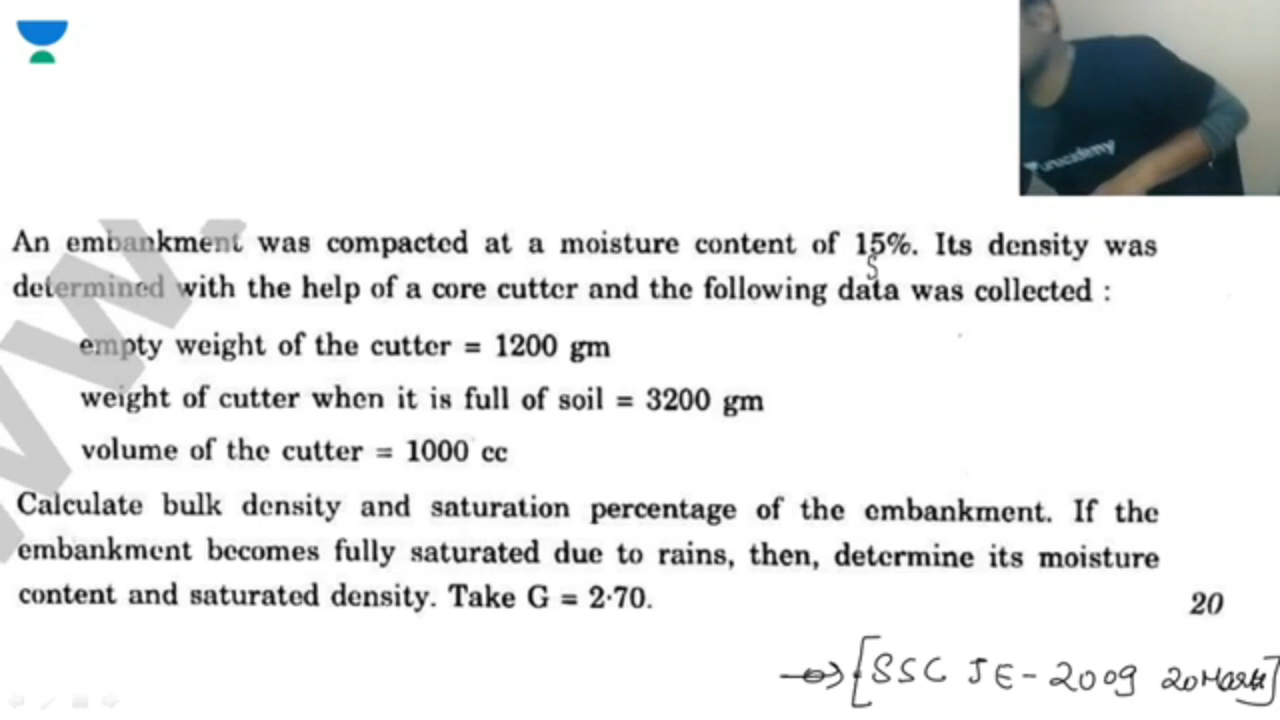 unacademy
An embankment was compacted at a moisture content of 15%. Its density was
determined with the help of a core cutter and the following data was collected :
empty weight of the cutter = 1200 gm
weight of cutter when it is full of soil = 3200 gm
volume of the cutter = 1000 cc
Calculate bulk density and saturation percentage of the embankment. If the
embankment becomes fully saturated due to rains, then, determine its moisture
content and saturated density. Take G = 2·70.
20
[SSC JE-2009 20 Mark]